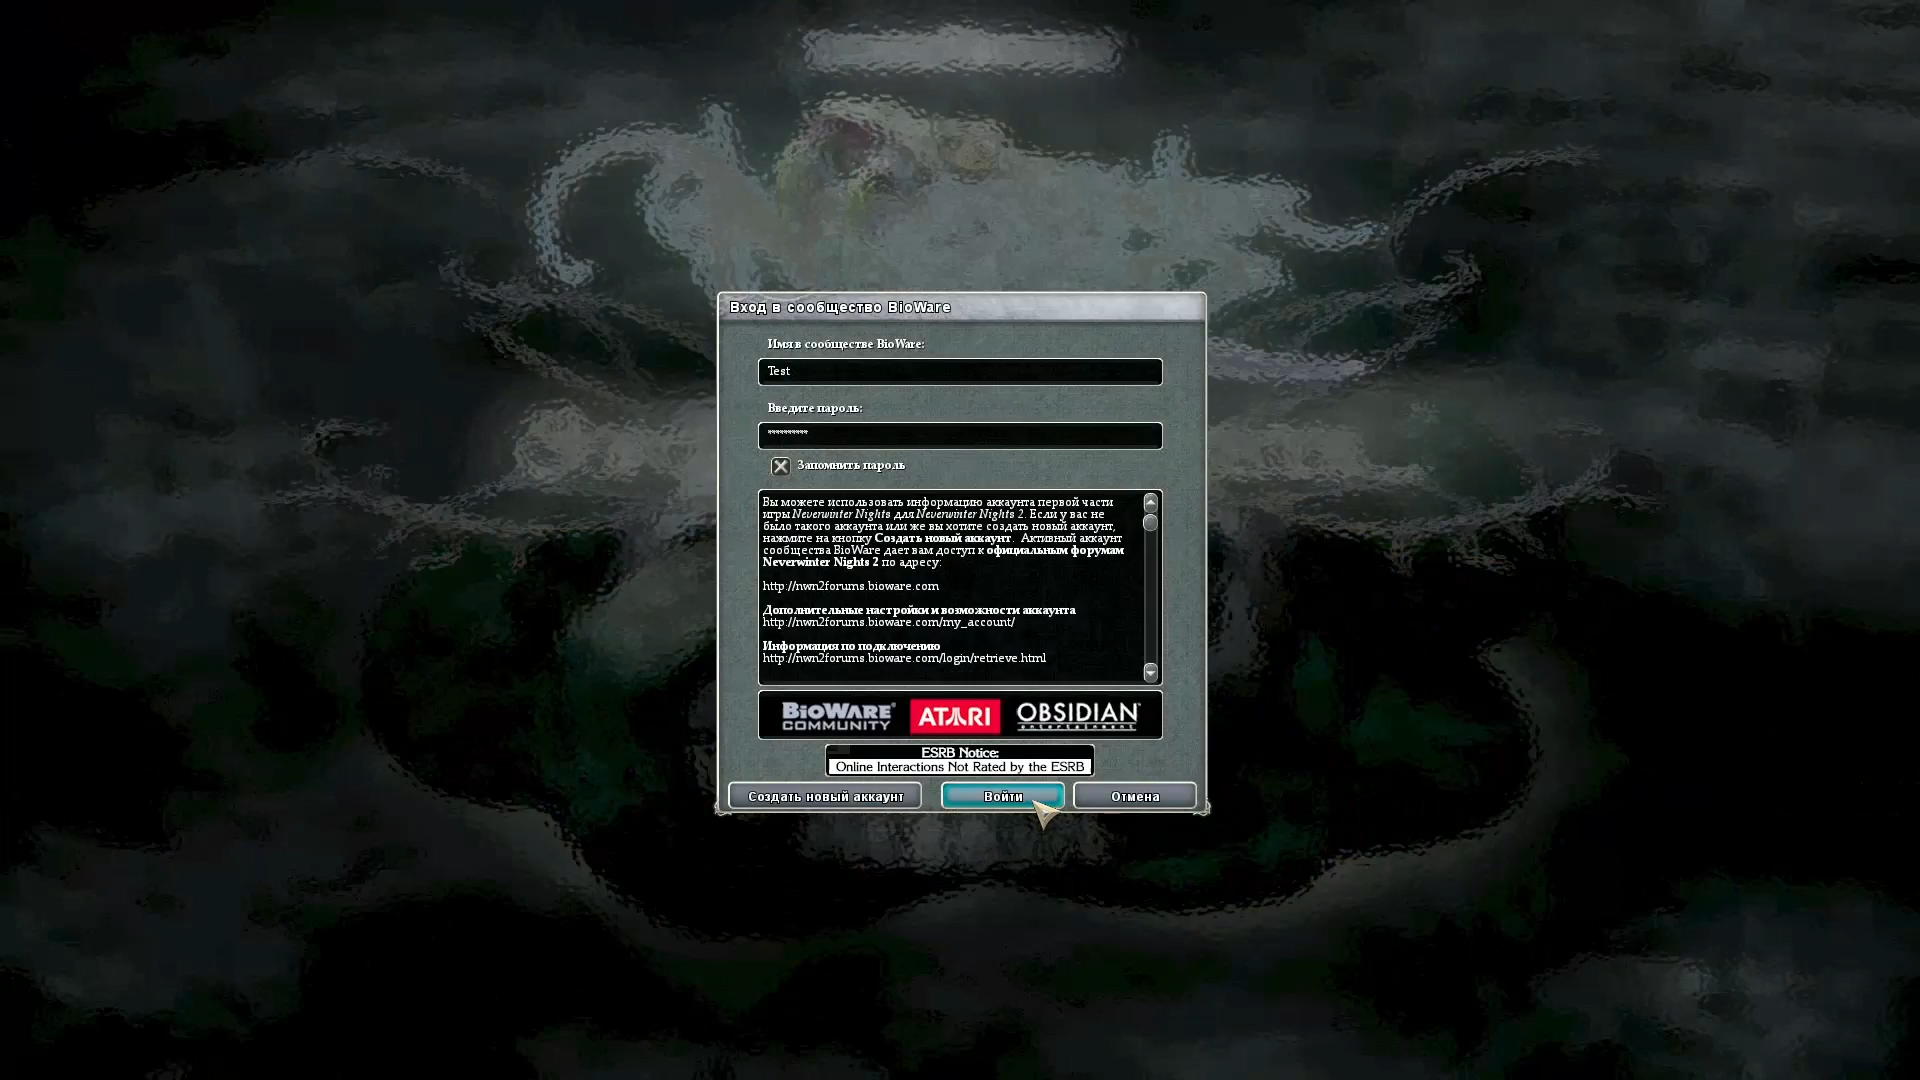 Вход в сообщество BioWare
Имя в сообществе BioWare:
Test
Введите пароль:
**********
Запомнить пароль
Вы можете использовать информацию аккаунта первой части
игры Neverwinter Nights для Neverwinter Nights 2. Если у вас не
было такого аккаунта или же вы хотите создать новый аккаунт,
нажмите на кнопку Создать новый аккаунт. Активный аккаунт
сообщества BioWare дает вам доступ к официальным форумам
Neverwinter Nights 2 по адресу:
http://nwn2forums.bioware.com
Дополнительные настройки и возможности аккаунта
http://nwn2forums.bioware.com/my_account/
Информация по подключению
http://nwn2forums.bioware.com/login/retrieve.html
BIOWARE COMMUNITY ATARI OBSIDIAN entertainment
ESRB Notice:
Online Interactions Not Rated by the ESRB
Создать новый аккаунт Войти Отмена